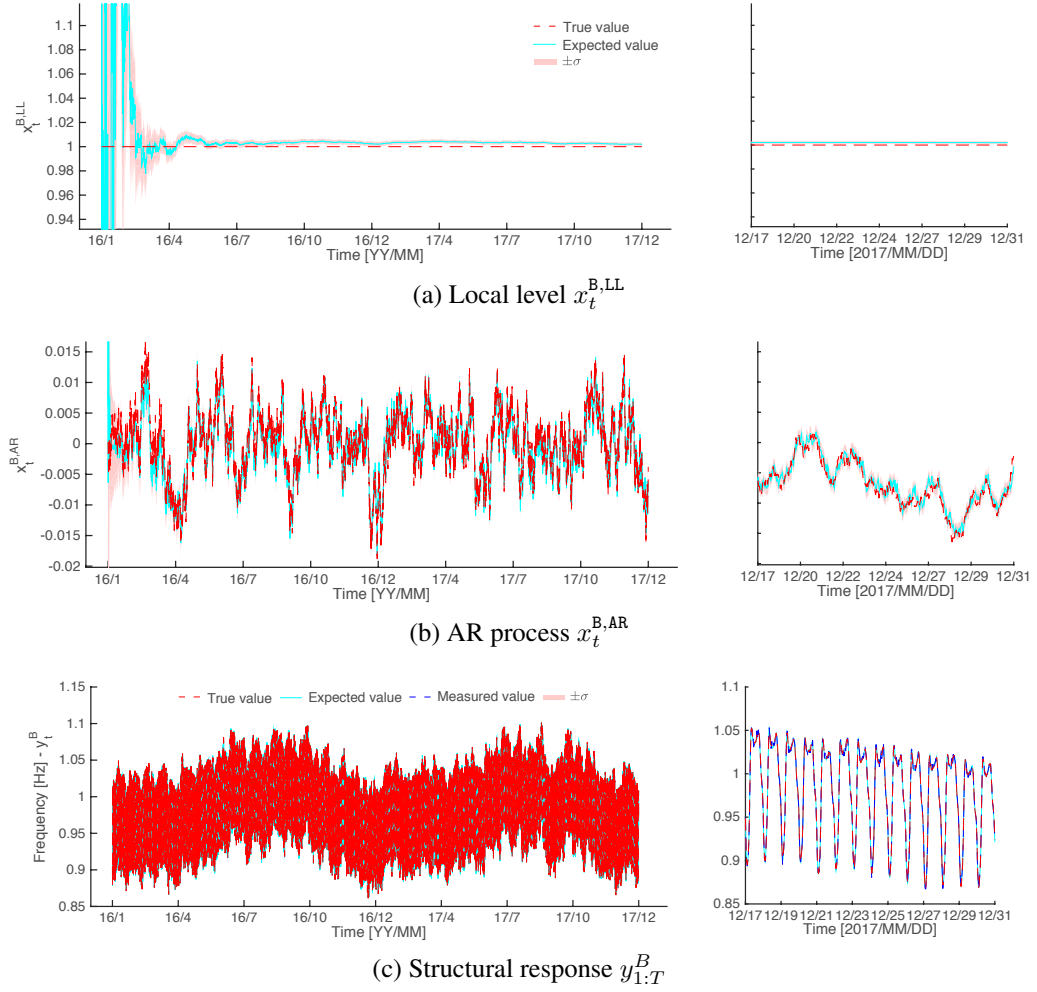 1.1
1.08
1.06
1.04
1.02
1
0.98
0.96
0.94
x_t^{B,LL}
True value
Expected value
±σ
16/1 16/4 16/7 16/10 16/12 17/4 17/7 17/10 17/12
Time [YY/MM]
12/17 12/20 12/22 12/24 12/27 12/29 12/31
Time [2017/MM/DD]
(a) Local level x_t^{B,LL}
0.015
0.01
0.005
0
-0.005
-0.01
-0.015
-0.02
x_t^{B,AR}
16/1 16/4 16/7 16/10 16/12 17/4 17/7 17/10 17/12
Time [YY/MM]
12/17 12/20 12/22 12/24 12/27 12/29 12/31
Time [2017/MM/DD]
(b) AR process x_t^{B,AR}
1.15
1.1
1.05
1
0.95
0.9
0.85
Frequency [Hz] - y_t^B
True value Expected value Measured value ±σ
16/1 16/4 16/7 16/10 16/12 17/4 17/7 17/10 17/12
Time [YY/MM]
1.1
1.05
1
0.95
0.9
0.85
12/17 12/19 12/21 12/23 12/25 12/27 12/29 12/31
Time [2017/MM/DD]
(c) Structural response y_{1:T}^B